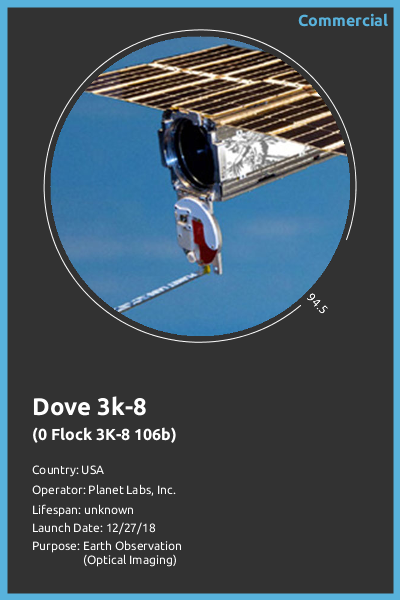 Commercial
94.5
Dove 3k-8
(0 Flock 3K-8 106b)
Country: USA
Operator: Planet Labs, Inc.
Lifespan: unknown
Launch Date: 12/27/18
Purpose: Earth Observation
(Optical Imaging)